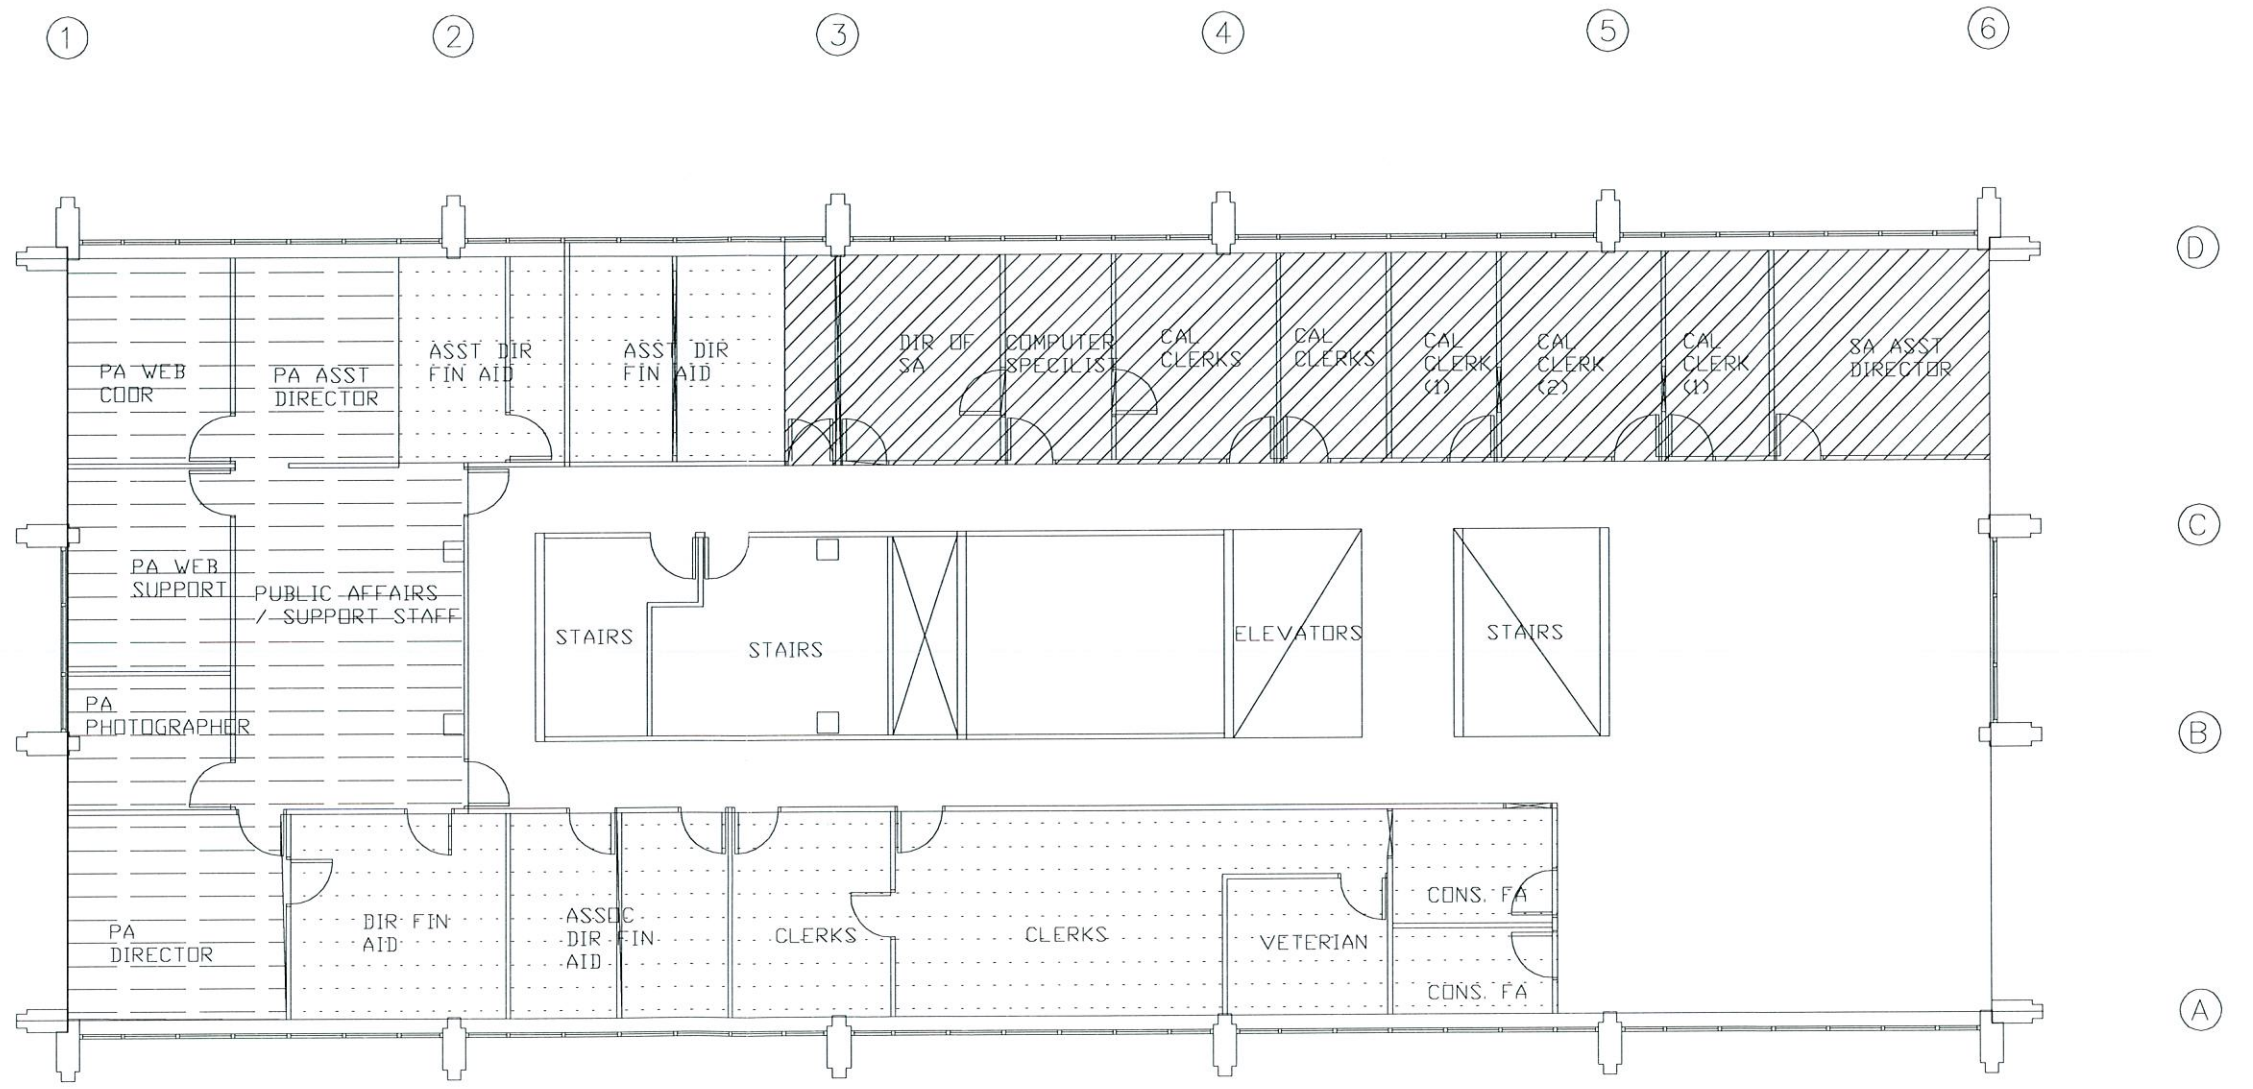 1
2
3
4
5
6
D
C
B
A
PA WEB
COOR
PA ASST
DIRECTOR
ASST DIR
FIN AID
ASST DIR
FIN AID
DIR OF
SA
COMPUTER
SPECILIST
CAL
CLERKS
CAL
CLERKS
CAL
CLERK
(1)
CAL
CLERK
(2)
CAL
CLERK
(1)
SA ASST
DIRECTOR
PA WEB
SUPPORT
PUBLIC AFFAIRS
/ SUPPORT STAFF
PA
PHOTOGRAPHER
STAIRS
STAIRS
ELEVATORS
STAIRS
PA
DIRECTOR
DIR FIN
AID
ASSOC
DIR FIN
AID
CLERKS
CLERKS
VETERIAN
CONS. FA
CONS. FA